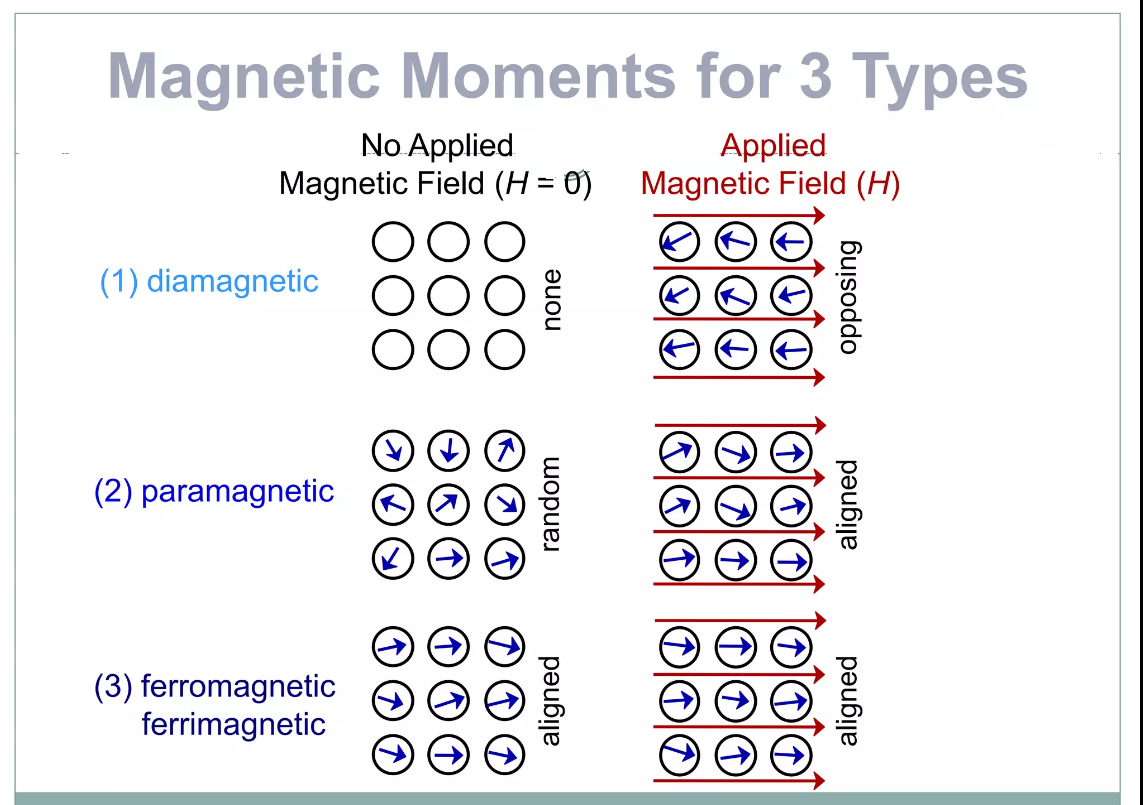 Magnetic Moments for 3 Types
No Applied
Magnetic Field (H = 0)
Applied
Magnetic Field (H)
(1) diamagnetic
none
opposing
(2) paramagnetic
random
aligned
(3) ferromagnetic
ferrimagnetic
aligned
aligned